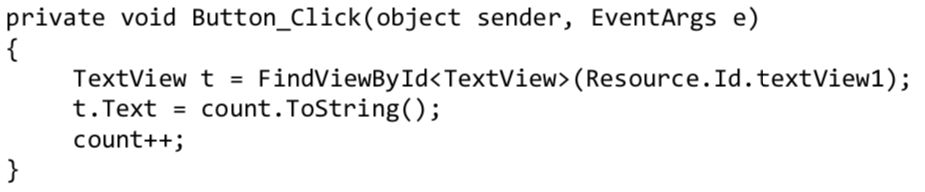 private void Button_Click(object sender, EventArgs e)
{
TextView t = FindViewById<TextView>(Resource.Id.textView1);
t.Text = count.ToString();
count++;
}